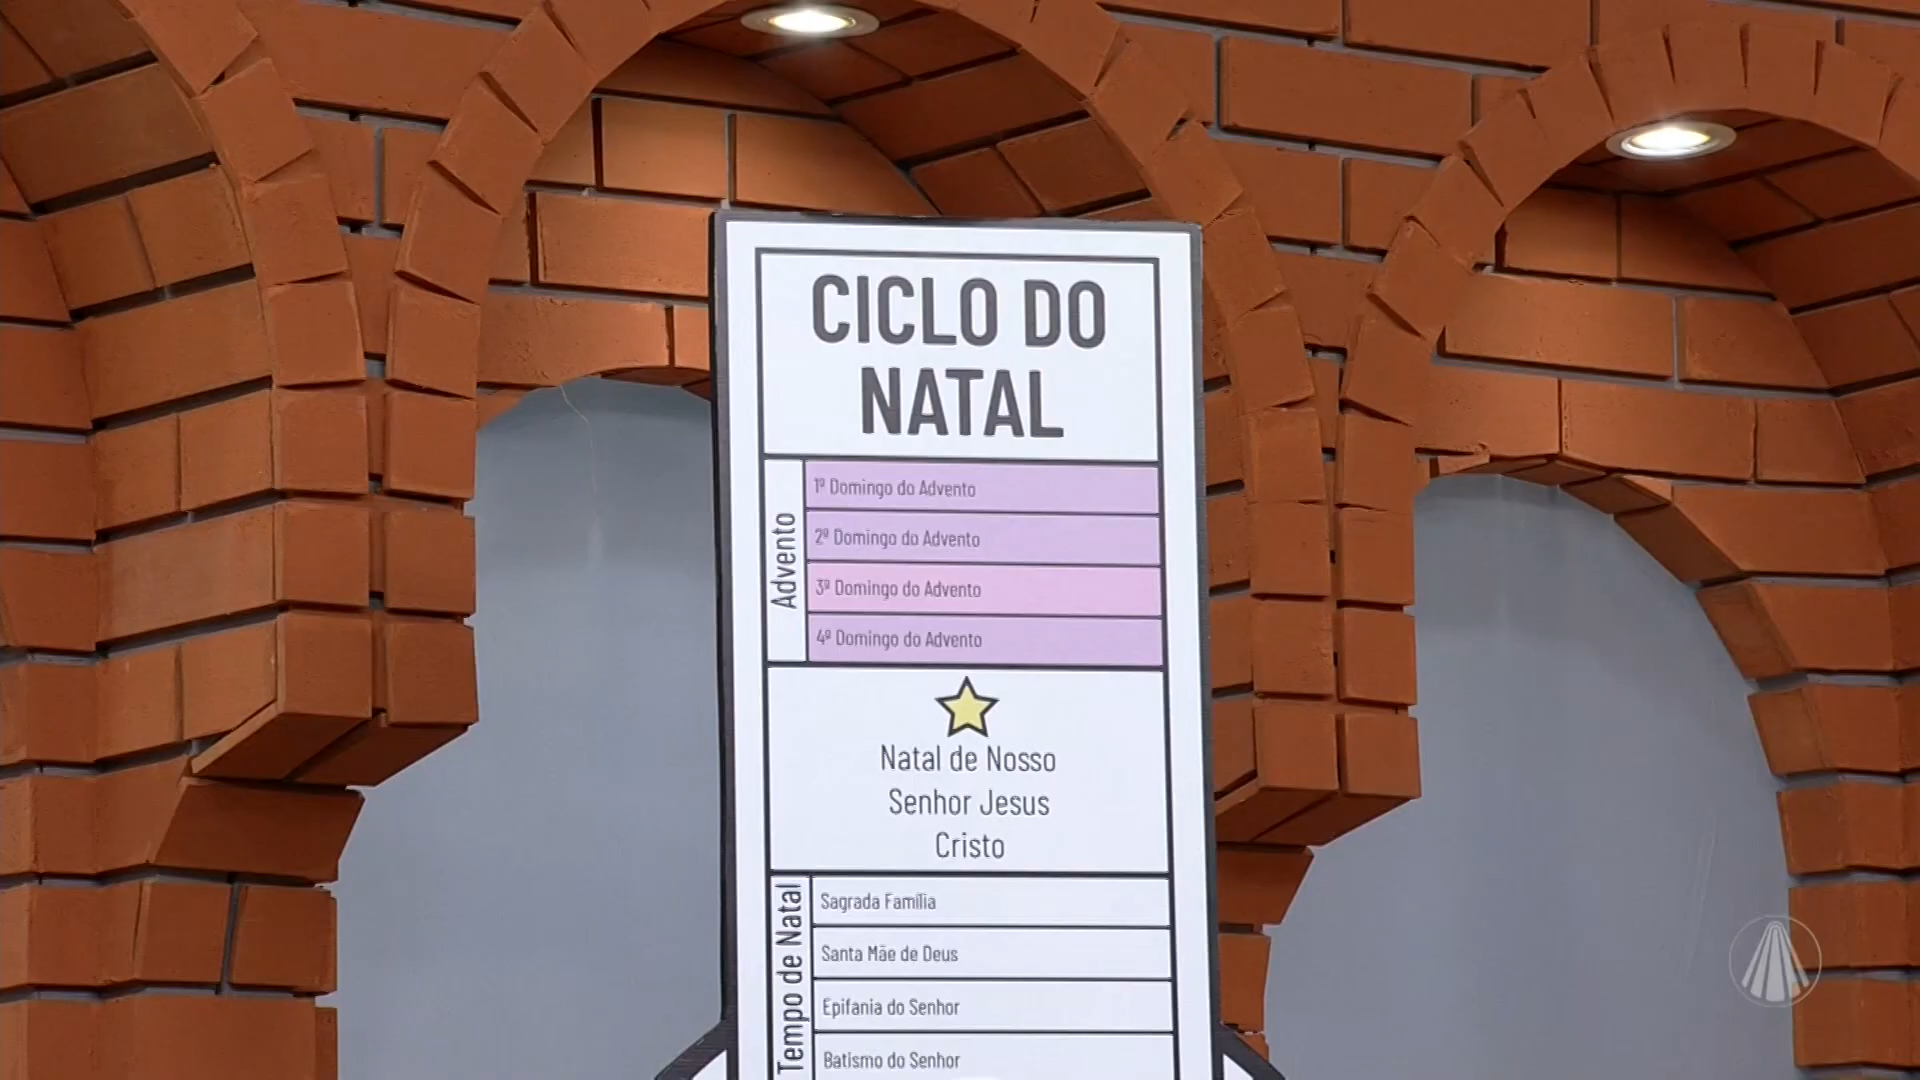 CICLO DO
NATAL
Advento
1º Domingo do Advento
2º Domingo do Advento
3º Domingo do Advento
4º Domingo do Advento
Natal de Nosso
Senhor Jesus
Cristo
Tempo de Natal
Sagrada Família
Santa Mãe de Deus
Epifania do Senhor
Batismo do Senhor